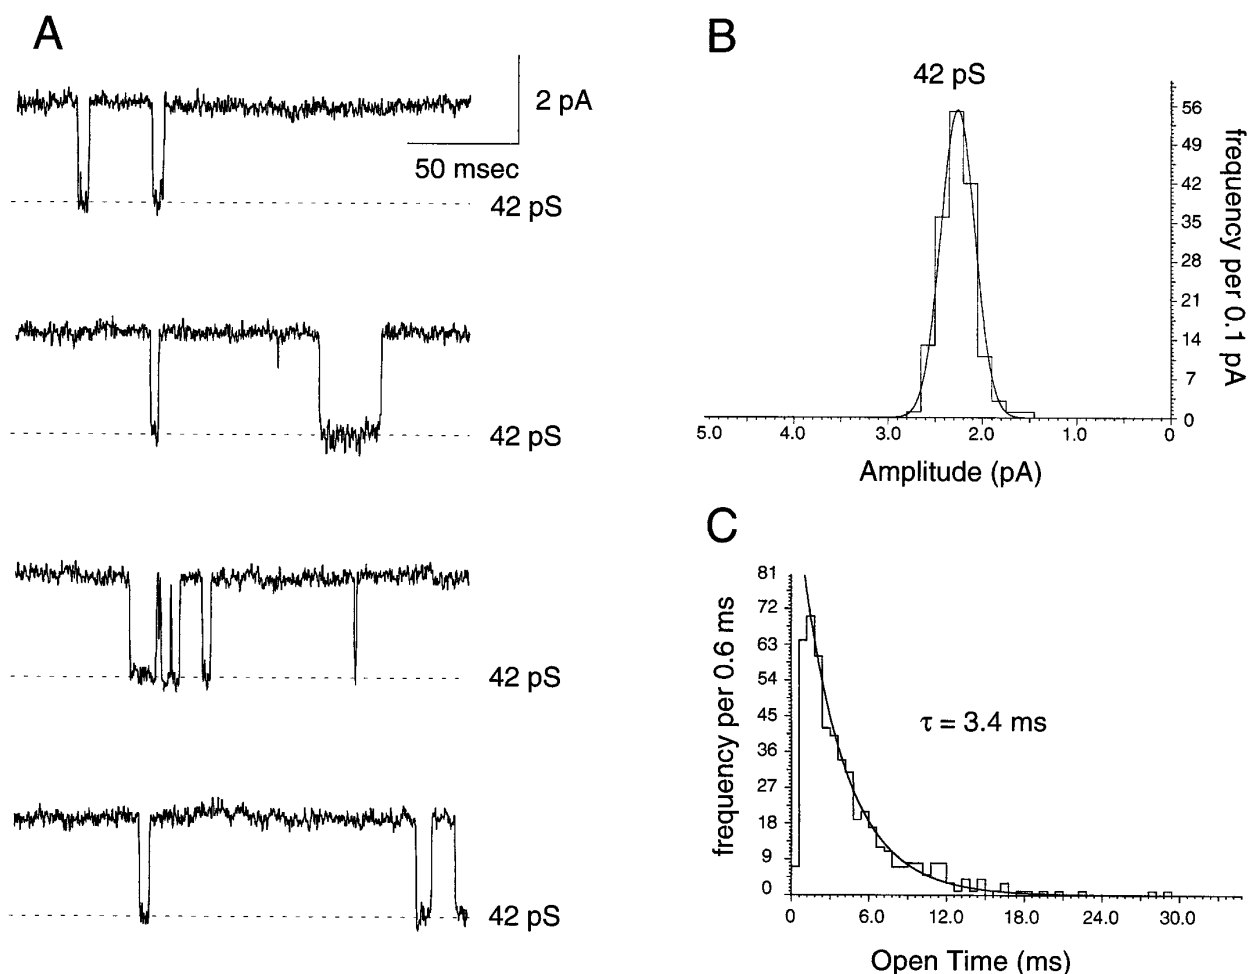 A
2 pA
50 msec
42 pS
42 pS
42 pS
42 pS
B
42 pS
56
49
42
35
28
21
14
7
0
frequency per 0.1 pA
5.0 4.0 3.0 2.0 1.0 0
Amplitude (pA)
C
81
72
63
54
45
36
27
18
9
0
frequency per 0.6 ms
τ = 3.4 ms
0 6.0 12.0 18.0 24.0 30.0
Open Time (ms)